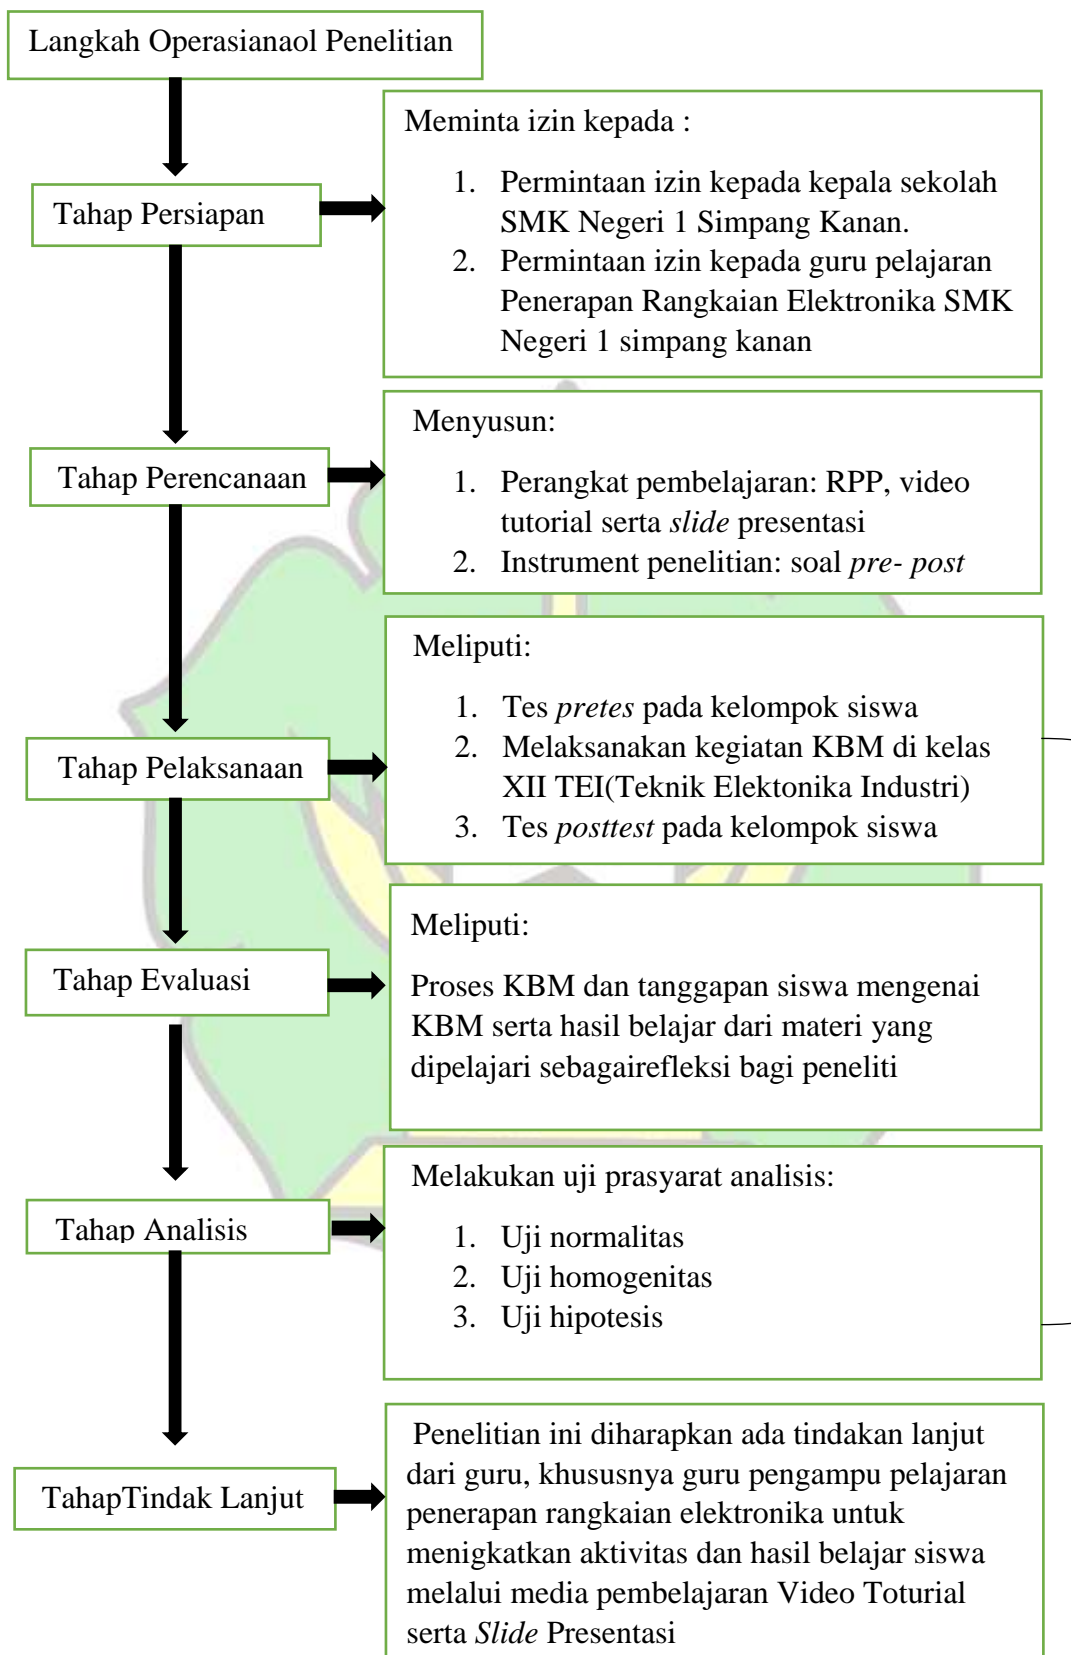 Langkah Operasianaol Penelitian
Tahap Persiapan
Meminta izin kepada :
1. Permintaan izin kepada kepala sekolah
SMK Negeri 1 Simpang Kanan.
2. Permintaan izin kepada guru pelajaran
Penerapan Rangkaian Elektronika SMK
Negeri 1 simpang kanan
Tahap Perencanaan
Menyusun:
1. Perangkat pembelajaran: RPP, video
tutorial serta slide presentasi
2. Instrument penelitian: soal pre- post
Tahap Pelaksanaan
Meliputi:
1. Tes pretes pada kelompok siswa
2. Melaksanakan kegiatan KBM di kelas
XII TEI(Teknik Elektonika Industri)
3. Tes posttest pada kelompok siswa
Tahap Evaluasi
Meliputi:
Proses KBM dan tanggapan siswa mengenai
KBM serta hasil belajar dari materi yang
dipelajari sebagairefleksi bagi peneliti
Tahap Analisis
Melakukan uji prasyarat analisis:
1. Uji normalitas
2. Uji homogenitas
3. Uji hipotesis
TahapTindak Lanjut
Penelitian ini diharapkan ada tindakan lanjut
dari guru, khususnya guru pengampu pelajaran
penerapan rangkaian elektronika untuk
menigkatkan aktivitas dan hasil belajar siswa
melalui media pembelajaran Video Toturial
serta Slide Presentasi